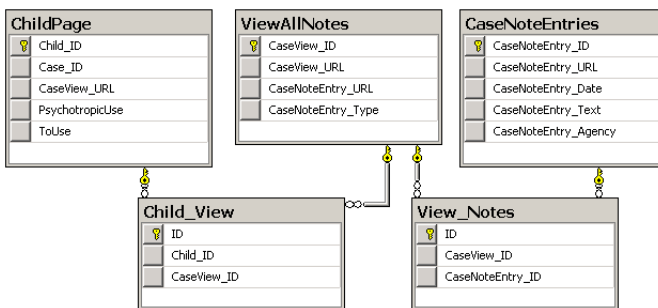 ChildPage
Child_ID
Case_ID
CaseView_URL
PsychotropicUse
ToUse
ViewAllNotes
CaseView_ID
CaseView_URL
CaseNoteEntry_URL
CaseNoteEntry_Type
CaseNoteEntries
CaseNoteEntry_ID
CaseNoteEntry_URL
CaseNoteEntry_Date
CaseNoteEntry_Text
CaseNoteEntry_Agency
Child_View
ID
Child_ID
CaseView_ID
View_Notes
ID
CaseView_ID
CaseNoteEntry_ID